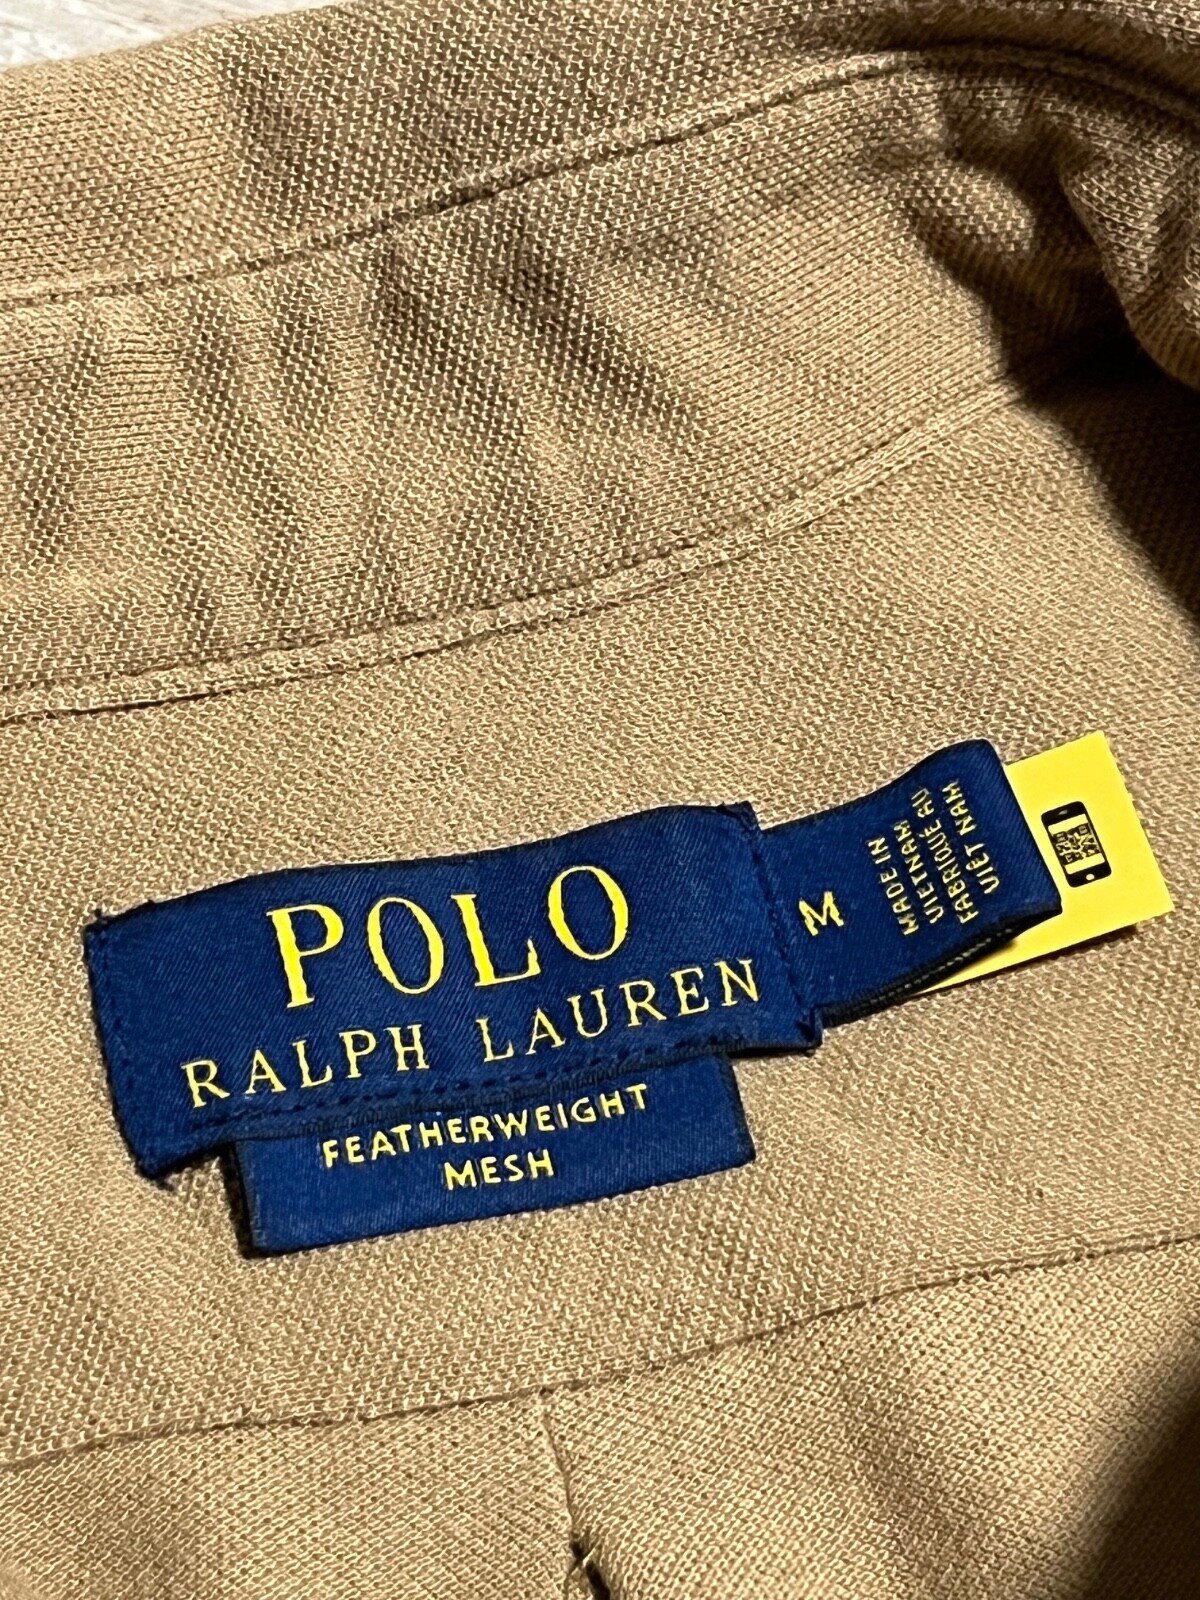 POLO
RALPH LAUREN
FEATHERWEIGHT
MESH
M
MADE IN
VIETNAM
FABRIQUÉ AU
VIÊT NAM